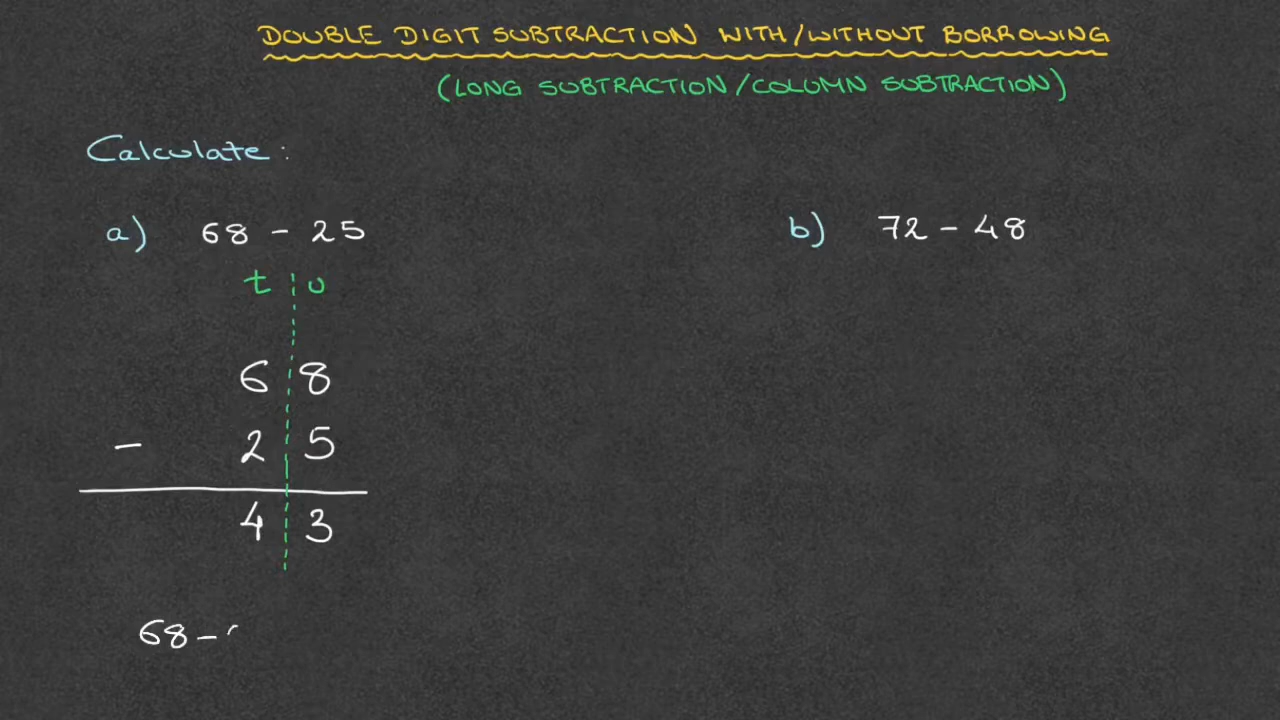 DOUBLE DIGIT SUBTRACTION WITH/WITHOUT BORROWING
(LONG SUBTRACTION/COLUMN SUBTRACTION)
Calculate:
a) 68 - 25
t u
6 8
- 2 5
4 3
68 -
b) 72 - 48